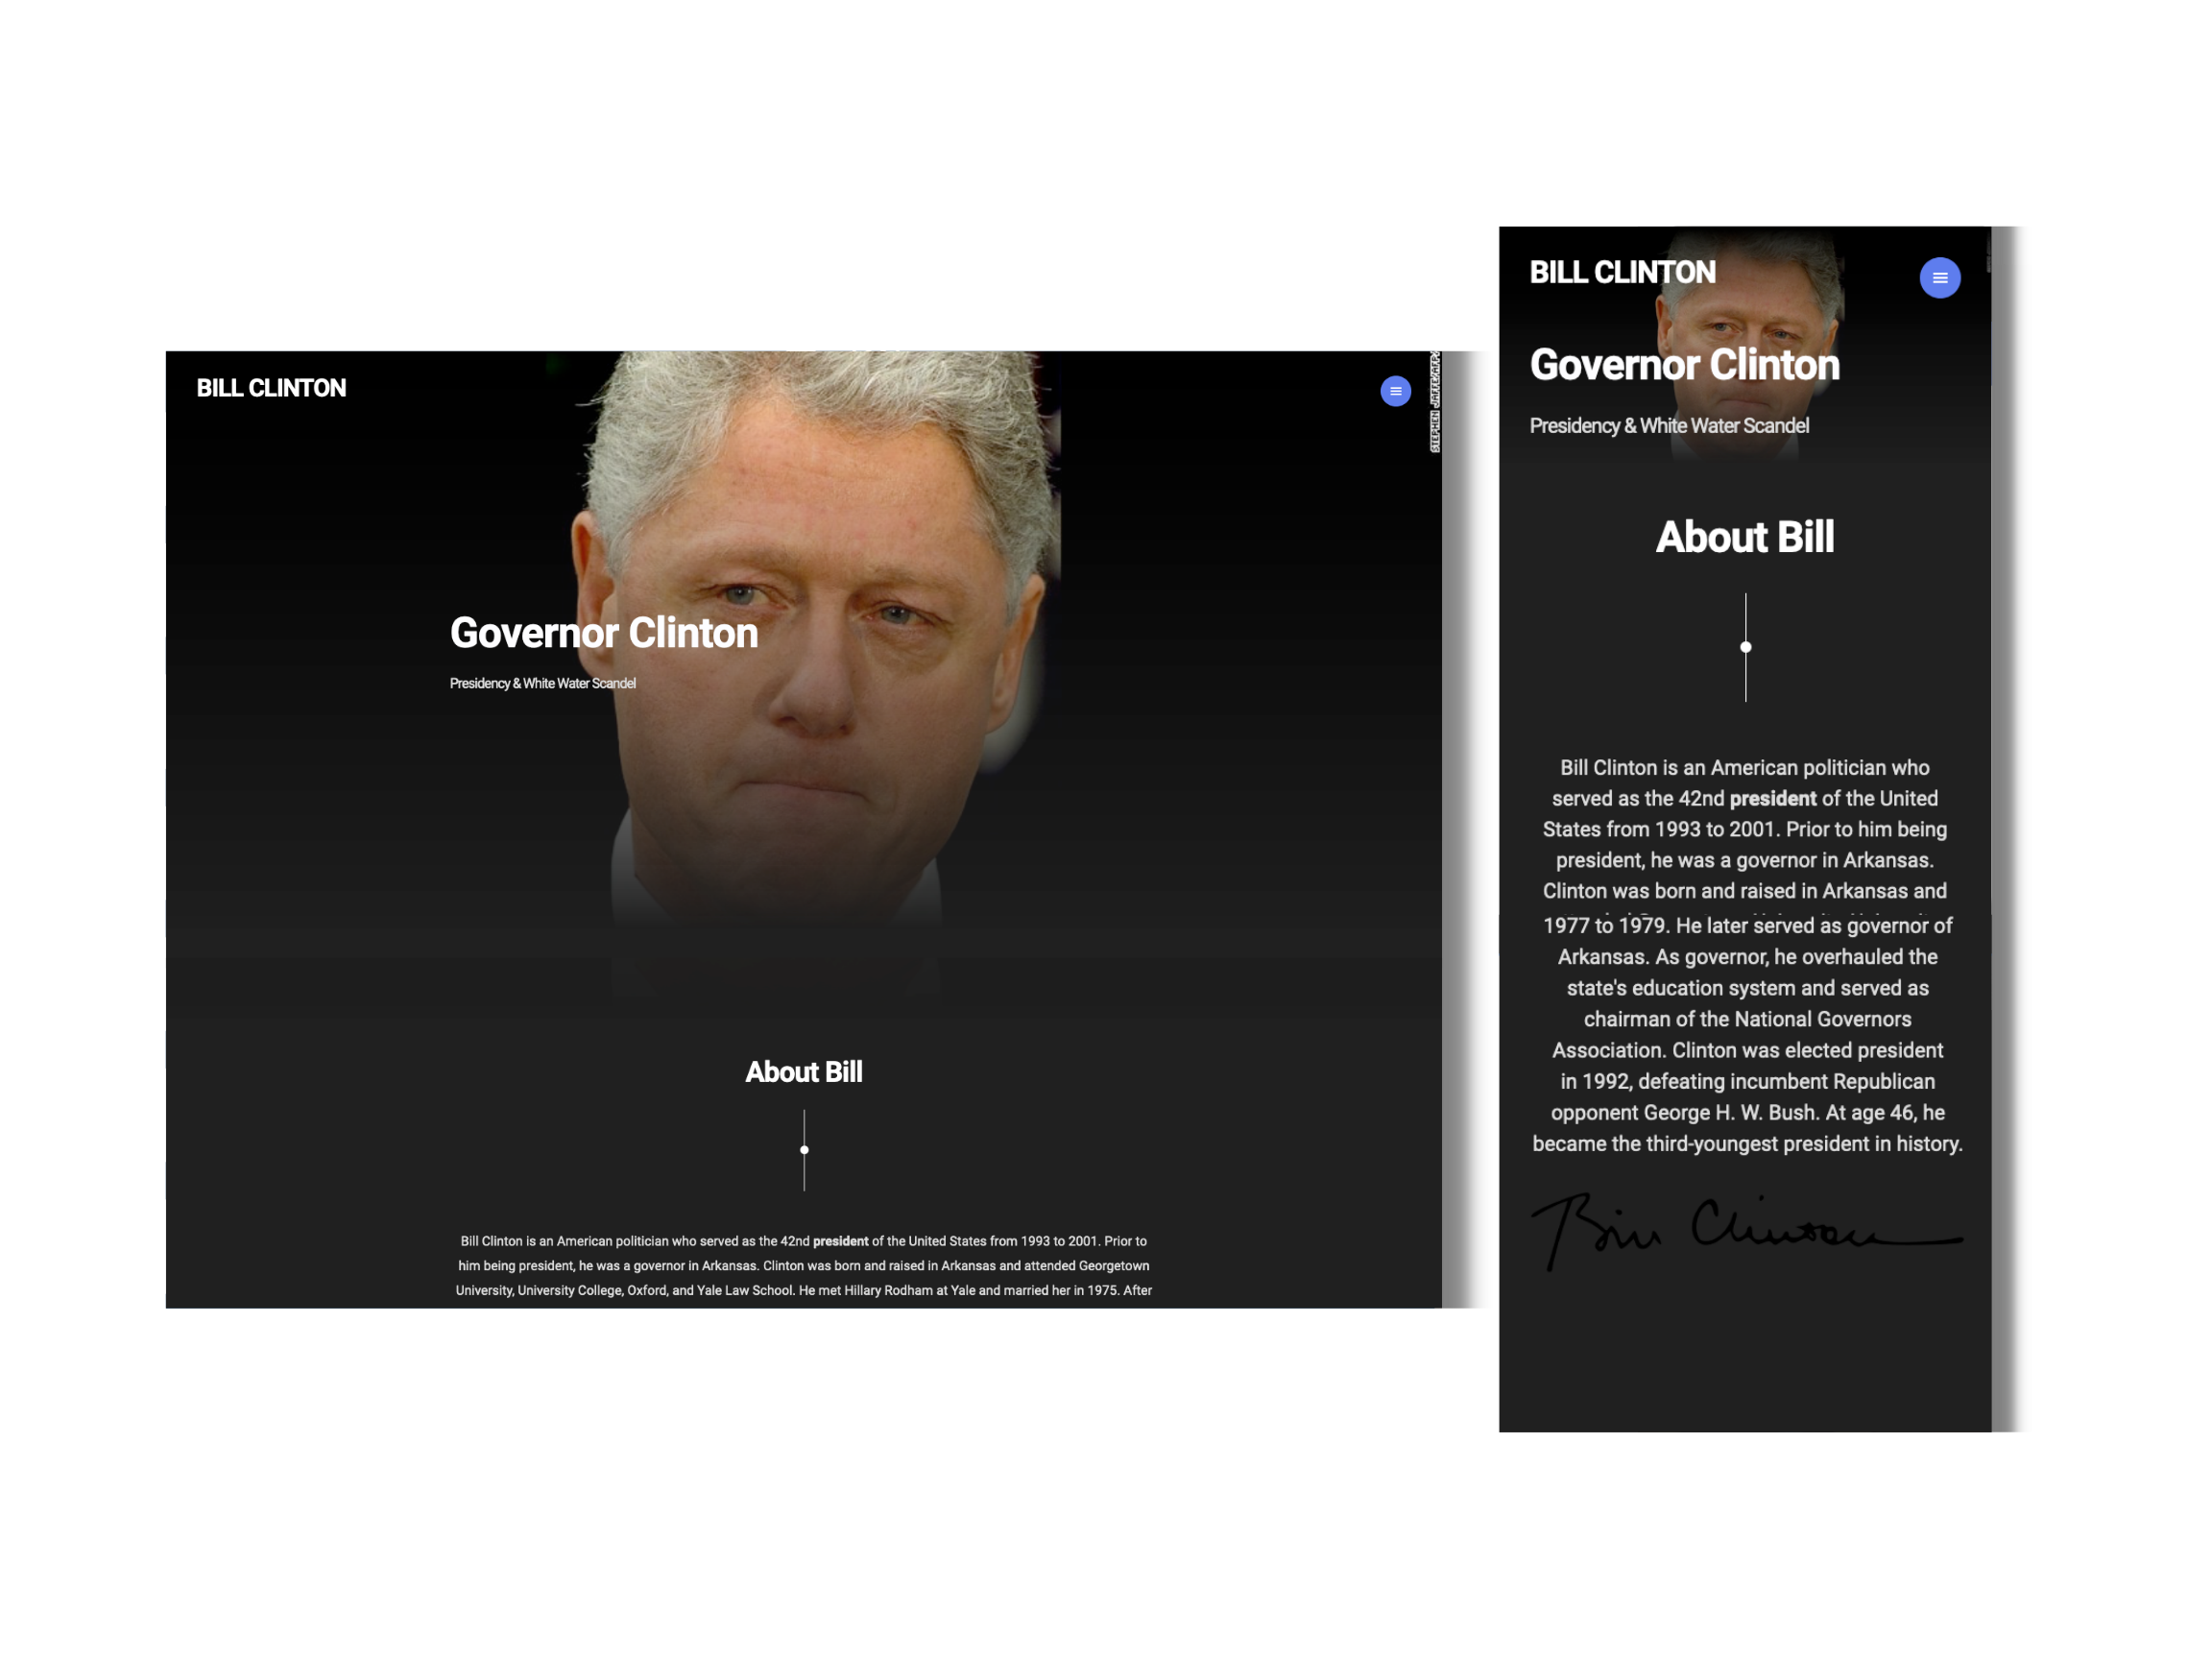 BILL CLINTON
STEPHEN JAFFE/AFP/
Governor Clinton
Presidency & White Water Scandel
About Bill
Bill Clinton is an American politician who served as the 42nd president of the United States from 1993 to 2001. Prior to
him being president, he was a governor in Arkansas. Clinton was born and raised in Arkansas and attended Georgetown
University, University College, Oxford, and Yale Law School. He met Hillary Rodham at Yale and married her in 1975. After
BILL CLINTON
Governor Clinton
Presidency & White Water Scandel
About Bill
Bill Clinton is an American politician who
served as the 42nd president of the United
States from 1993 to 2001. Prior to him being
president, he was a governor in Arkansas.
Clinton was born and raised in Arkansas and
1977 to 1979. He later served as governor of
Arkansas. As governor, he overhauled the
state's education system and served as
chairman of the National Governors
Association. Clinton was elected president
in 1992, defeating incumbent Republican
opponent George H. W. Bush. At age 46, he
became the third-youngest president in history.
Bill Clinton